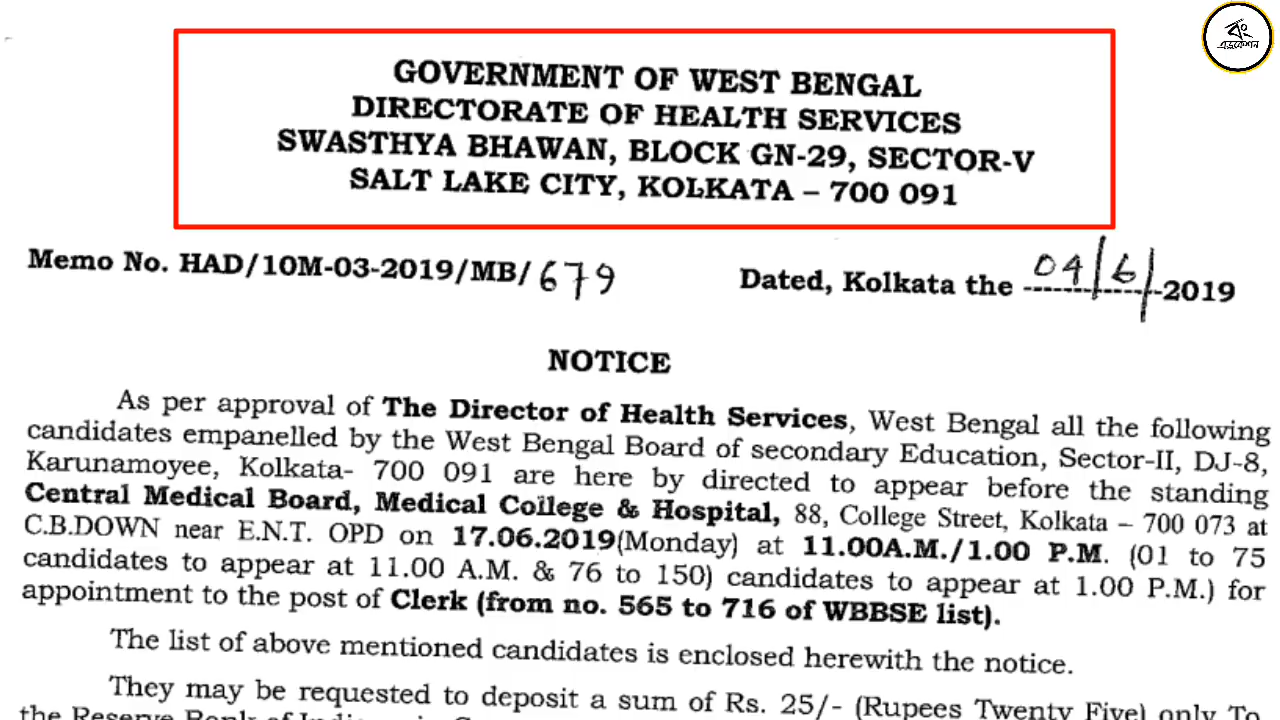 বং
এডুকেশন
GOVERNMENT OF WEST BENGAL
DIRECTORATE OF HEALTH SERVICES
SWASTHYA BHAWAN, BLOCK GN-29, SECTOR-V
SALT LAKE CITY, KOLKATA – 700 091
Memo No. HAD/10M-03-2019/MB/679 Dated, Kolkata the 04/6/-2019
NOTICE
As per approval of The Director of Health Services, West Bengal all the following
candidates empanelled by the West Bengal Board of secondary Education, Sector-II, DJ-8,
Karunamoyee, Kolkata- 700 091 are here by directed to appear before the standing
Central Medical Board, Medical College & Hospital, 88, College Street, Kolkata – 700 073 at
C.B.DOWN near E.N.T. OPD on 17.06.2019(Monday) at 11.00A.M./1.00 P.M. (01 to 75
candidates to appear at 11.00 A.M. & 76 to 150) candidates to appear at 1.00 P.M.) for
appointment to the post of Clerk (from no. 565 to 716 of WBBSE list).
The list of above mentioned candidates is enclosed herewith the notice.
They may be requested to deposit a sum of Rs. 25/- (Rupees Twenty Five) only To
the Reserve Bank of